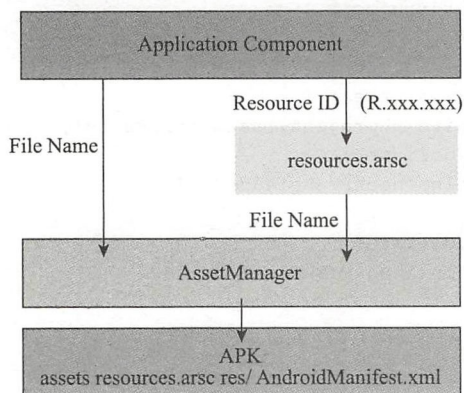 Application Component
Resource ID (R.xxx.xxx)
File Name
resources.arsc
File Name
AssetManager
APK
assets resources.arsc res/ AndroidManifest.xml